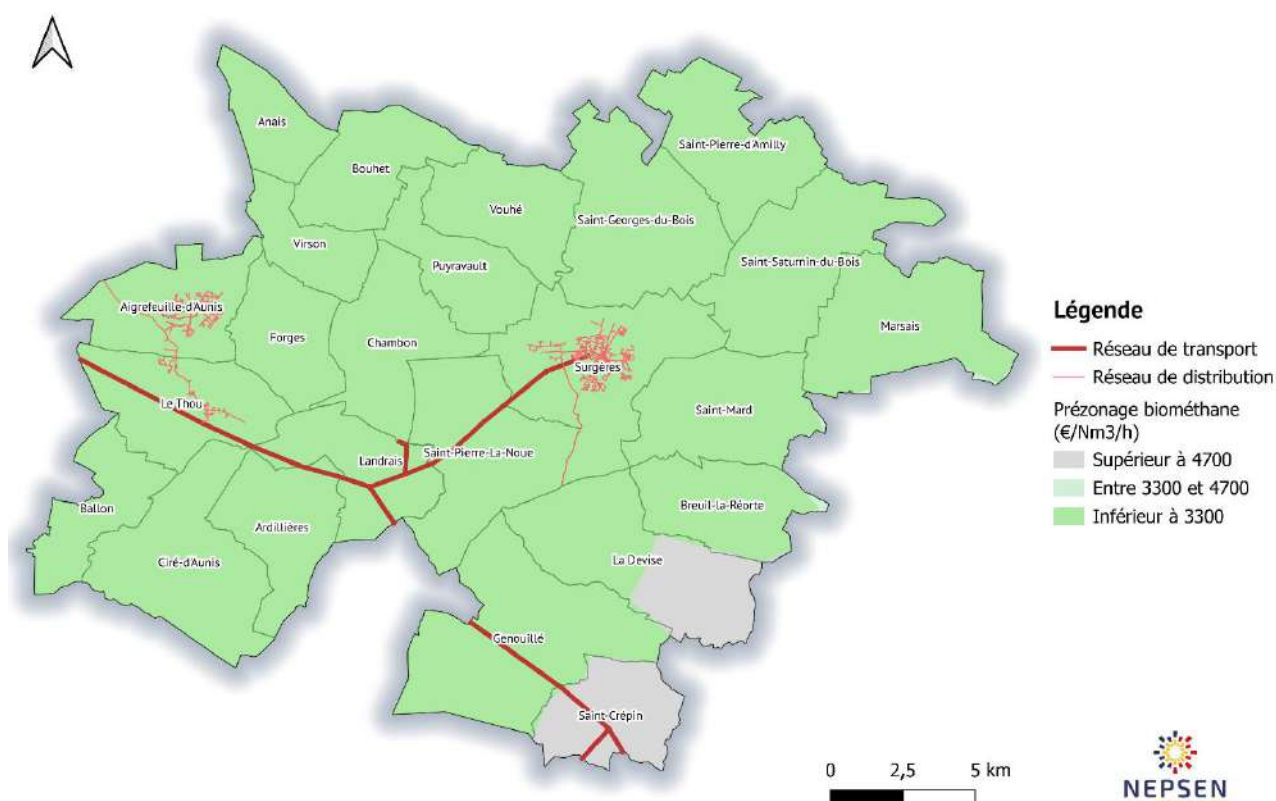 Anais
Saint-Pierre-d'Amilly
Bouhet
Vouhé
Saint-Georges-du-Bois
Virson
Puyravault
Saint-Saturnin-du-Bois
Aigrefeuille-d'Aunis
Forges
Chambon
Marsais
Surgères
Le Thou
Saint-Mard
Landrais
Saint-Pierre-La-Noue
Ballon
Ardillières
Breuil-la-Réorte
Ciré-d'Aunis
La Devise
Genouillé
Saint-Crépin
Légende
Réseau de transport
Réseau de distribution
Prézonage biométhane
(€/Nm3/h)
Supérieur à 4700
Entre 3300 et 4700
Inférieur à 3300
0 2,5 5 km
NEPSEN